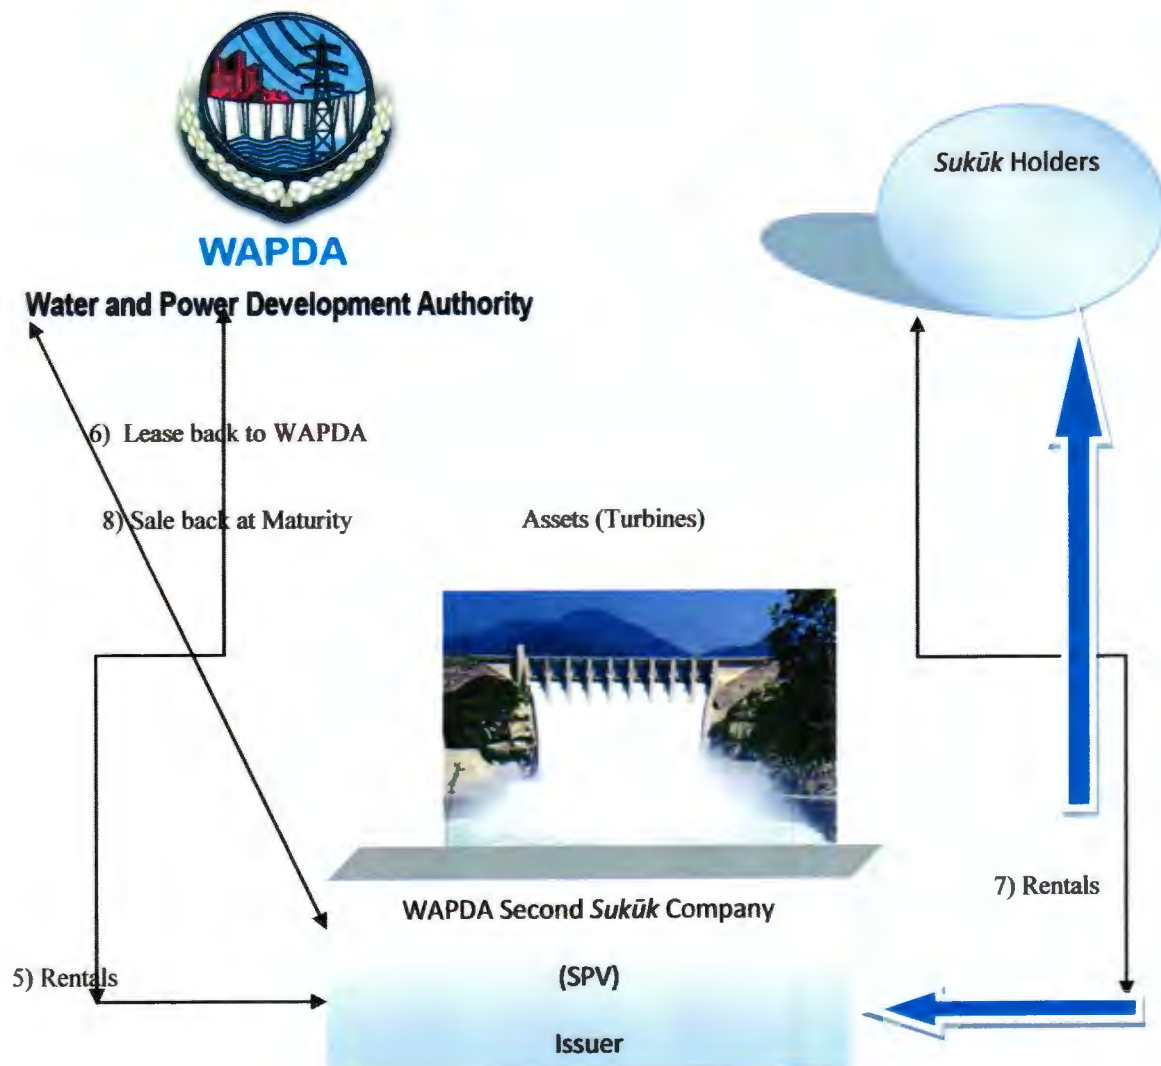 WAPDA
Water and Power Development Authority
Sukūk Holders
6) Lease back to WAPDA
8) Sale back at Maturity
Assets (Turbines)
7) Rentals
WAPDA Second Sukūk Company
(SPV)
5) Rentals
Issuer